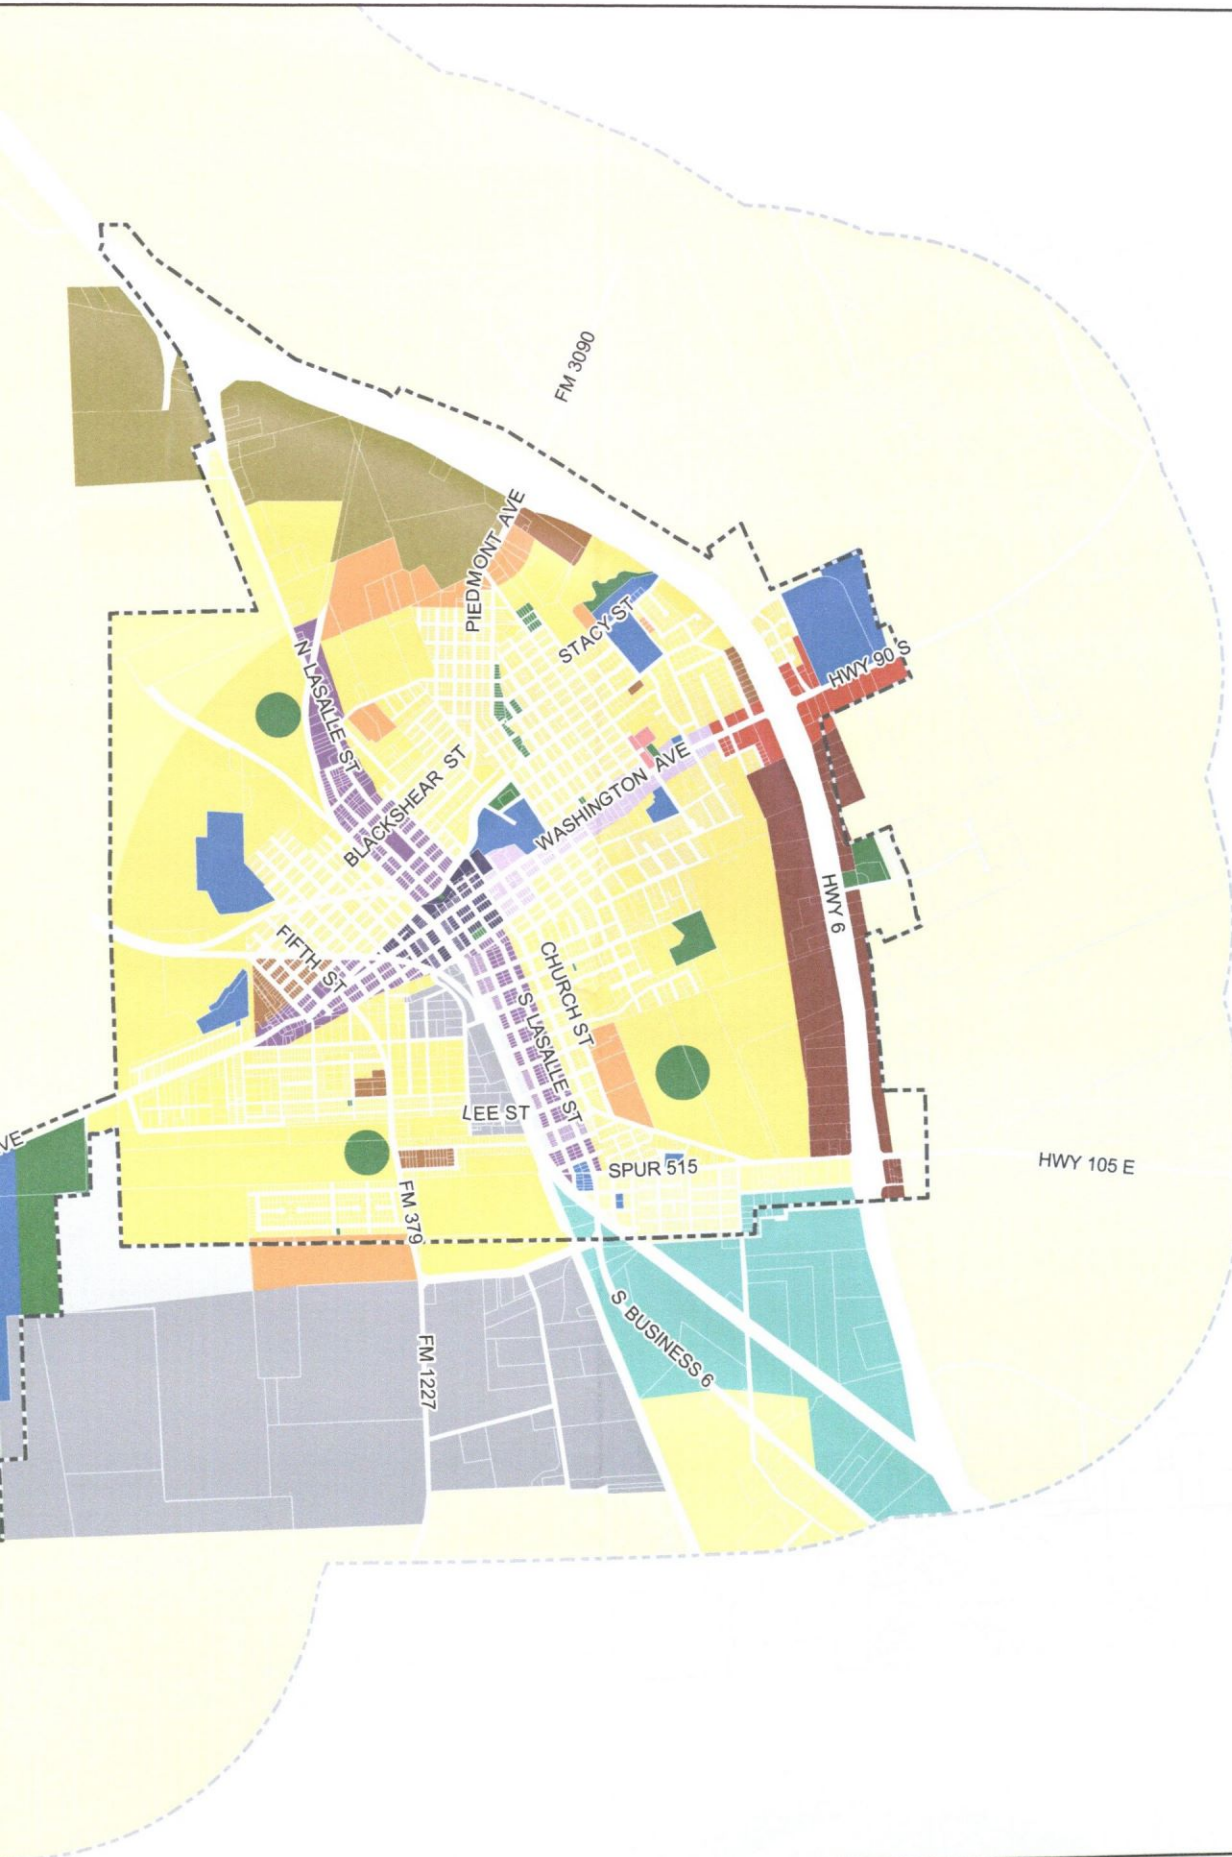 FM 3090
PIEDMONT AVE
STACY ST
HWY 90 S
N LASALLE ST
WASHINGTON AVE
BLACKSHEAR ST
HWY 6
FIFTH ST
CHURCH ST
S LASALLE ST
LEE ST
VE
SPUR 515
HWY 105 E
FM 379
S BUSINESS 6
FM 1227